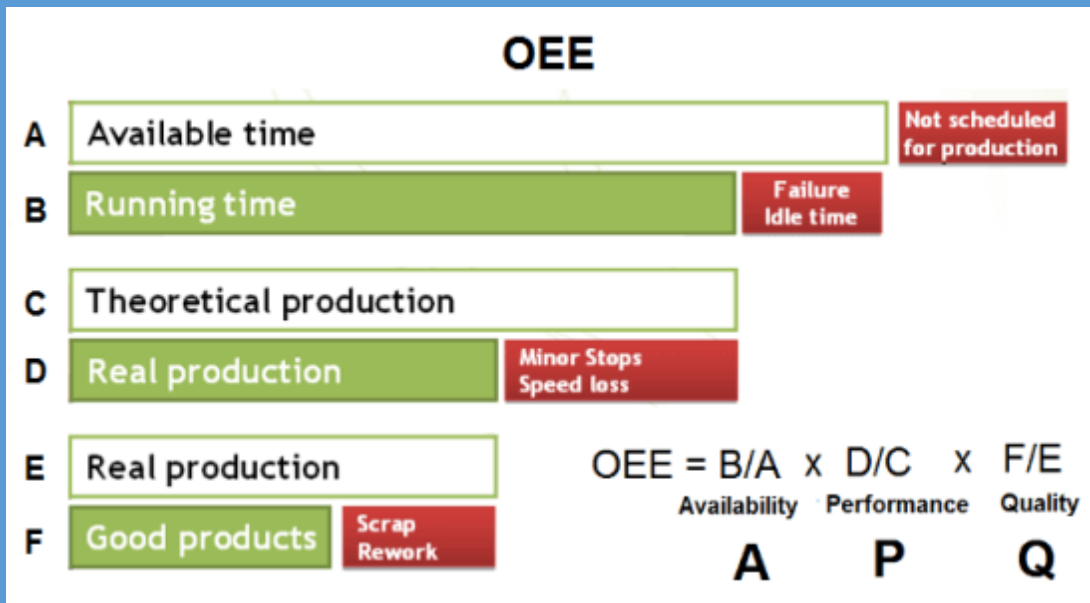 OEE
A Available time Not scheduled
for production
B Running time Failure
Idle time
C Theoretical production
D Real production Minor Stops
Speed loss
E Real production
F Good products Scrap
Rework
OEE = B/A x D/C x F/E
Availability Performance Quality
A P Q